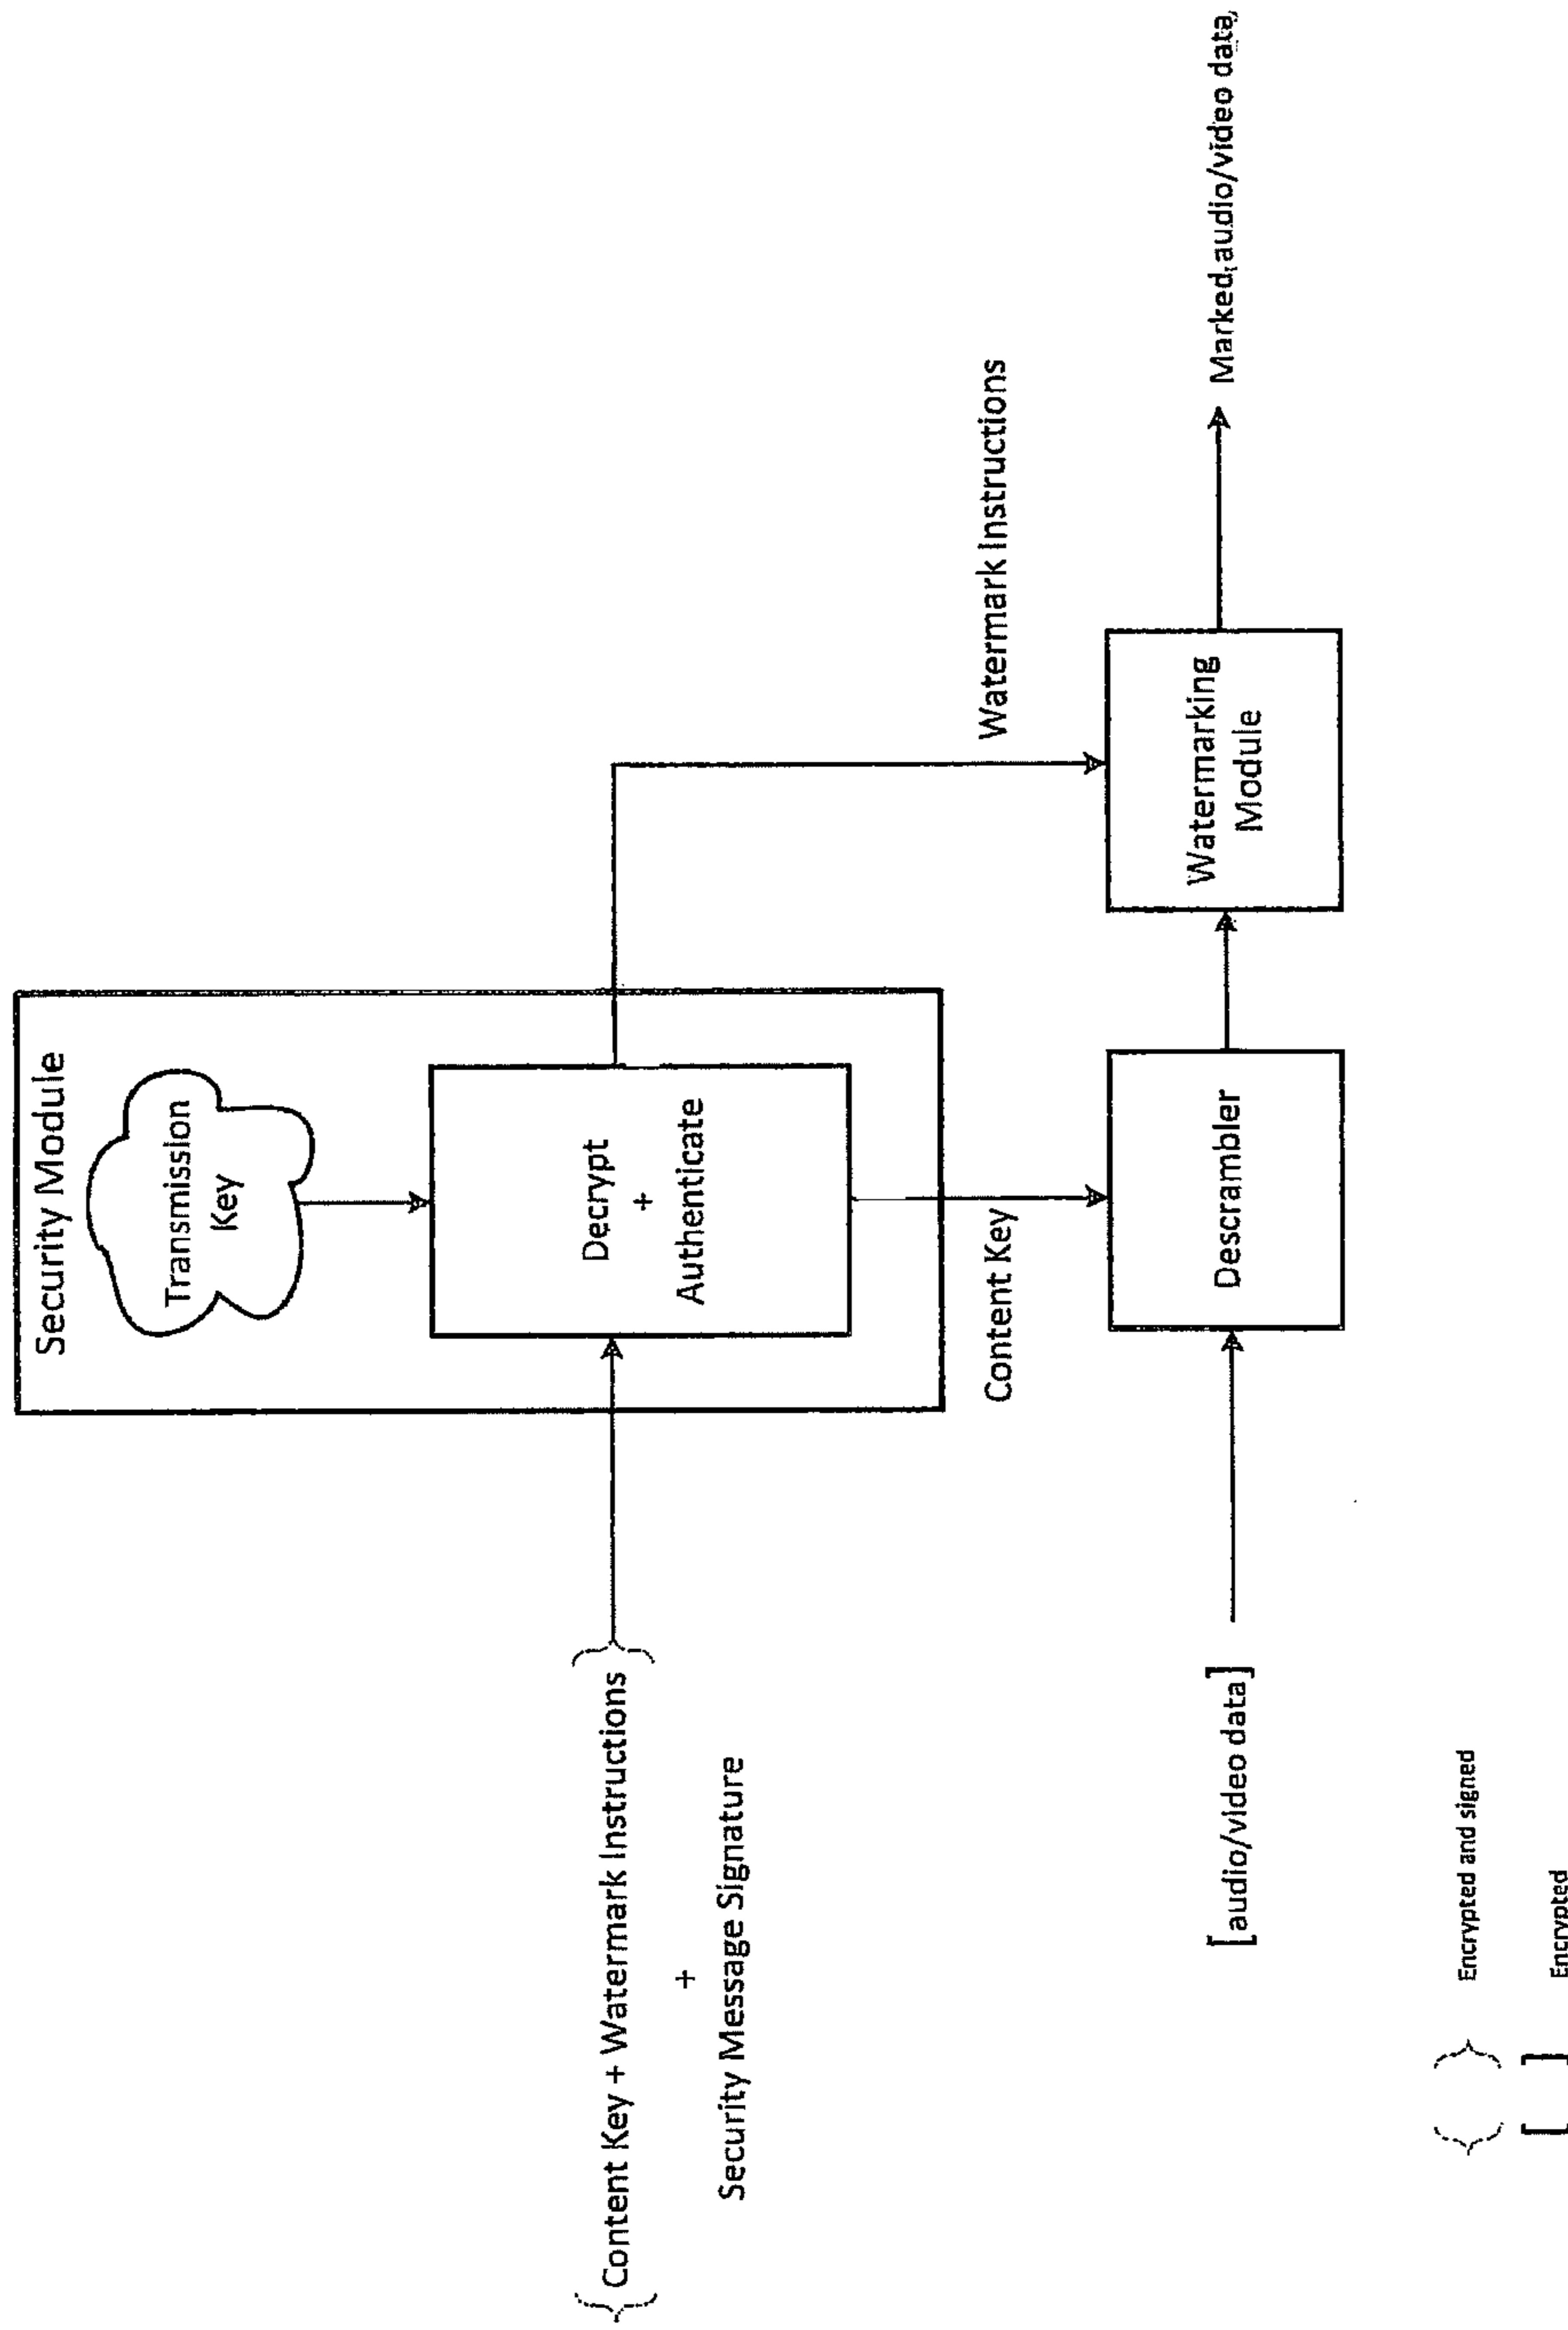 Security Module
Transmission
Key
{Content Key + Watermark Instructions}
+
Security Message Signature
Decrypt
+
Authenticate
Content Key
Watermark Instructions
[audio/video data]
Descrambler
Watermarking
Module
Marked audio/video data
{ } Encrypted and signed
[ ] Encrypted